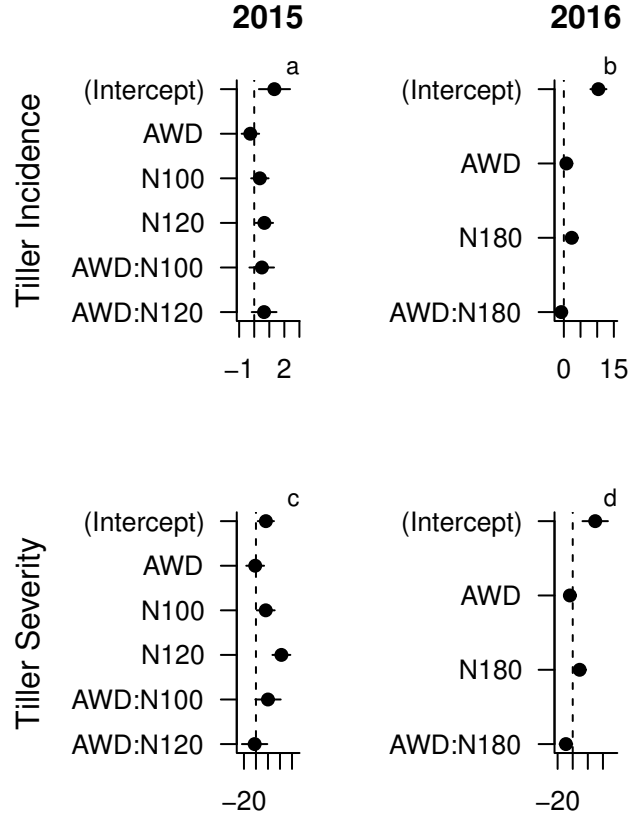 2015
2016
Tiller Incidence
a
(Intercept)
AWD
N100
N120
AWD:N100
AWD:N120
−1 2
b
(Intercept)
AWD
N180
AWD:N180
0 15
Tiller Severity
c
(Intercept)
AWD
N100
N120
AWD:N100
AWD:N120
−20
d
(Intercept)
AWD
N180
AWD:N180
−20